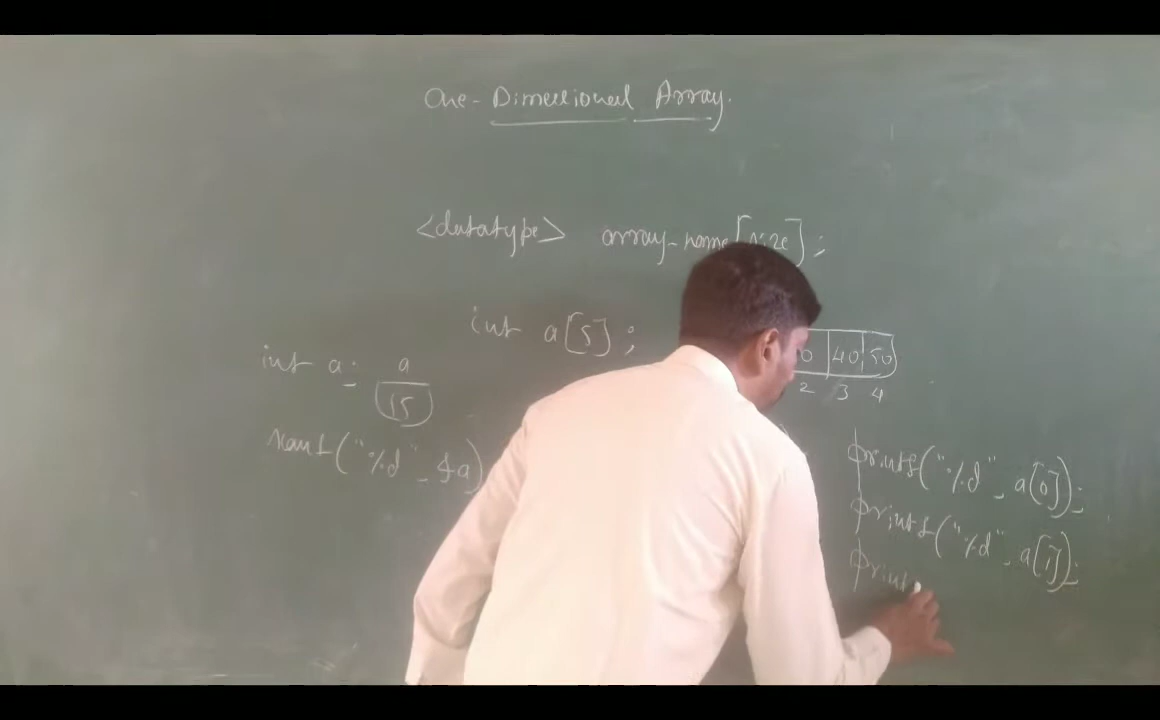 One-Dimensional Array.
<datatype> array-name[size];
int a[5];
0 40 50
2 3 4
int a; a
15
scanf("%d", &a)
printf("%d", a[0]);
printf("%d", a[1]);
print